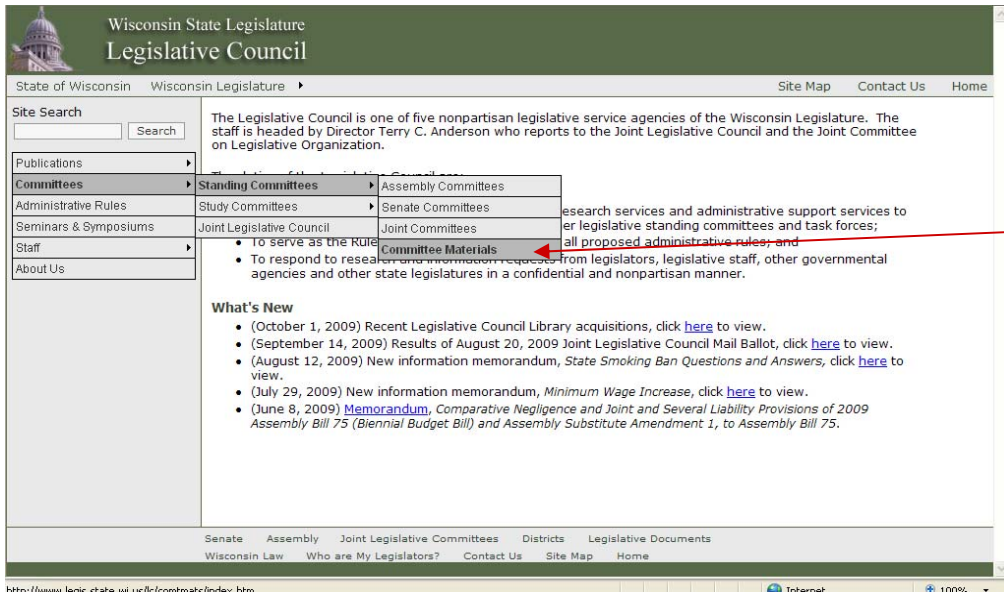 Wisconsin State Legislature
Legislative Council
State of Wisconsin Wisconsin Legislature Site Map Contact Us Home
Site Search
Search
Publications
Committees
Administrative Rules
Seminars & Symposiums
Staff
About Us
Standing Committees
Study Committees
Joint Legislative Council
Assembly Committees
Senate Committees
Joint Committees
Committee Materials
The Legislative Council is one of five nonpartisan legislative service agencies of the Wisconsin Legislature. The
staff is headed by Director Terry C. Anderson who reports to the Joint Legislative Council and the Joint Committee
on Legislative Organization.
research services and administrative support services to
legislative standing committees and task forces;
• To serve as the Rule all proposed administrative rules; and
• To respond to research and information requests from legislators, legislative staff, other governmental
agencies and other state legislatures in a confidential and nonpartisan manner.
What's New
• (October 1, 2009) Recent Legislative Council Library acquisitions, click here to view.
• (September 14, 2009) Results of August 20, 2009 Joint Legislative Council Mail Ballot, click here to view.
• (August 12, 2009) New information memorandum, State Smoking Ban Questions and Answers, click here to
view.
• (July 29, 2009) New information memorandum, Minimum Wage Increase, click here to view.
• (June 8, 2009) Memorandum, Comparative Negligence and Joint and Several Liability Provisions of 2009
Assembly Bill 75 (Biennial Budget Bill) and Assembly Substitute Amendment 1, to Assembly Bill 75.
Senate Assembly Joint Legislative Committees Districts Legislative Documents
Wisconsin Law Who are My Legislators? Contact Us Site Map Home
http://www.legis.state.wi.us/lc/comtmats/index.htm Internet 100%